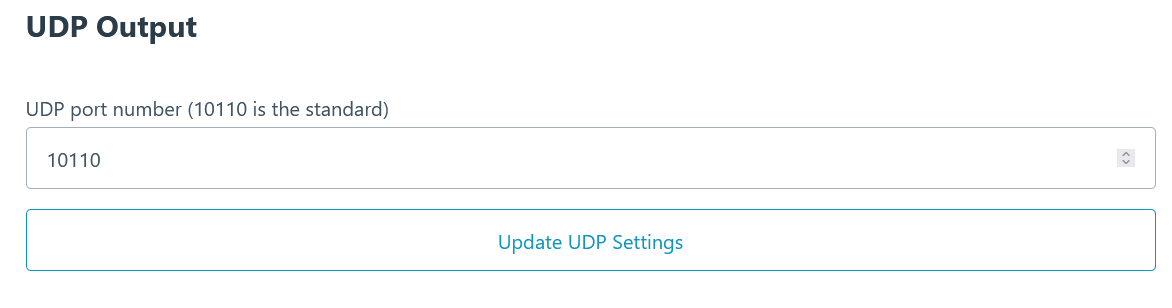 UDP Output
UDP port number (10110 is the standard)
10110
Update UDP Settings